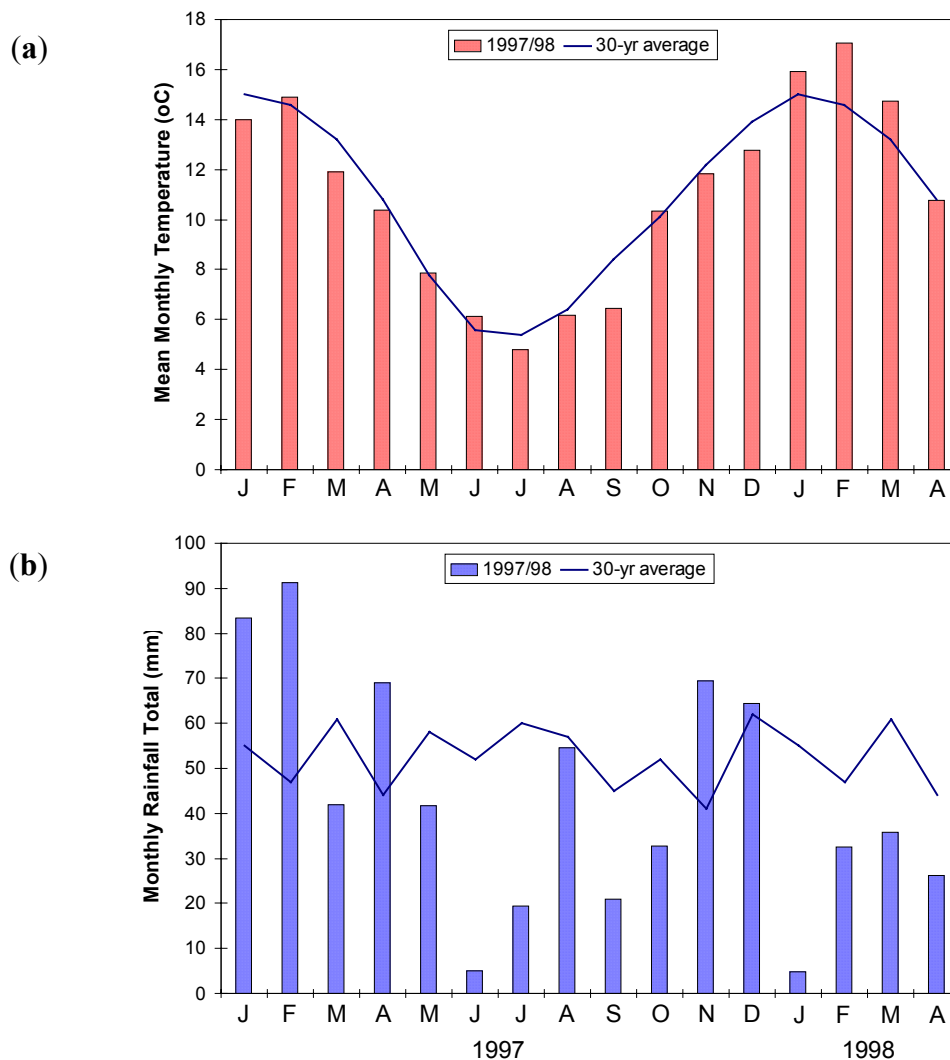 (a)
Mean Monthly Temperature (oC)
1997/98 30-yr average
18
16
14
12
10
8
6
4
2
0
J F M A M J J A S O N D J F M A
(b)
Monthly Rainfall Total (mm)
1997/98 30-yr average
100
90
80
70
60
50
40
30
20
10
0
J F M A M J J A S O N D J F M A
1997 1998